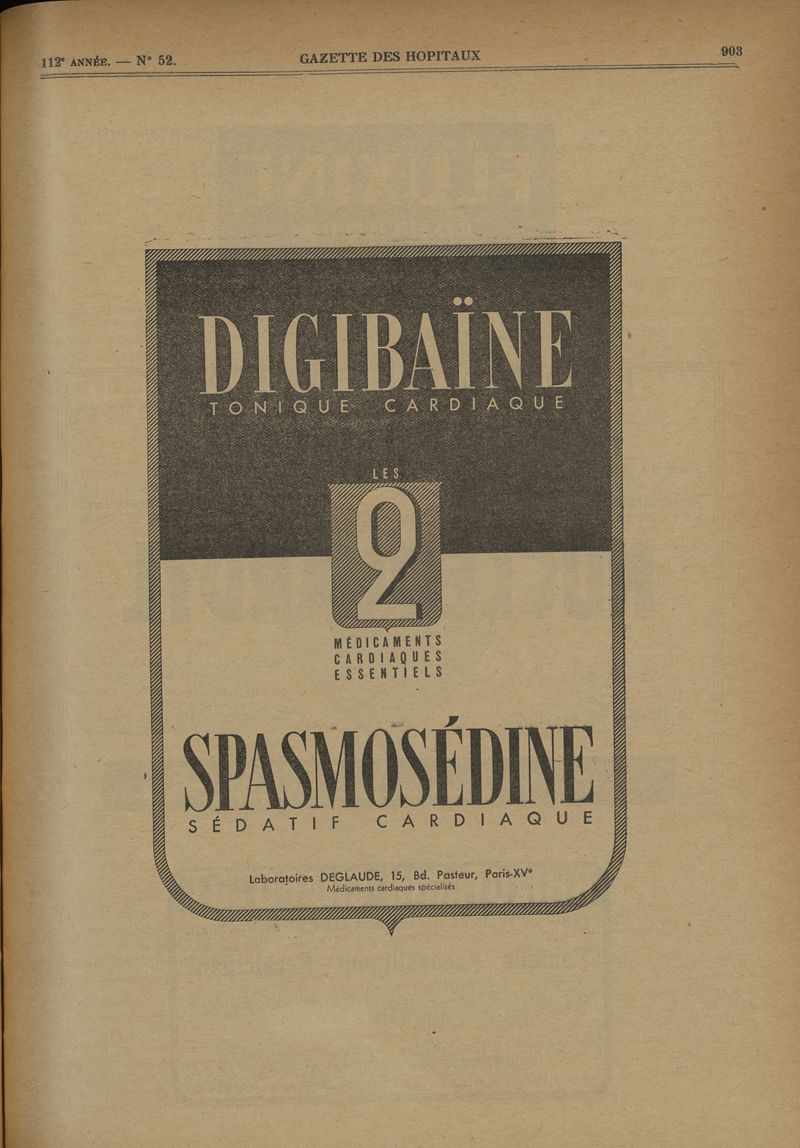 112e ANNÉE. — N° 52.
GAZETTE DES HOPITAUX
903
DIGIBAÏNE
TONIQUE CARDIAQUE
LES
2
MÉDICAMENTS
CARDIAQUES
ESSENTIELS
SPASMOSÉDINE
SÉDATIF CARDIAQUE
Laboratoires DEGLAUDE, 15, Bd. Pasteur, Paris-XVe
Médicaments cardiaques spécialisés